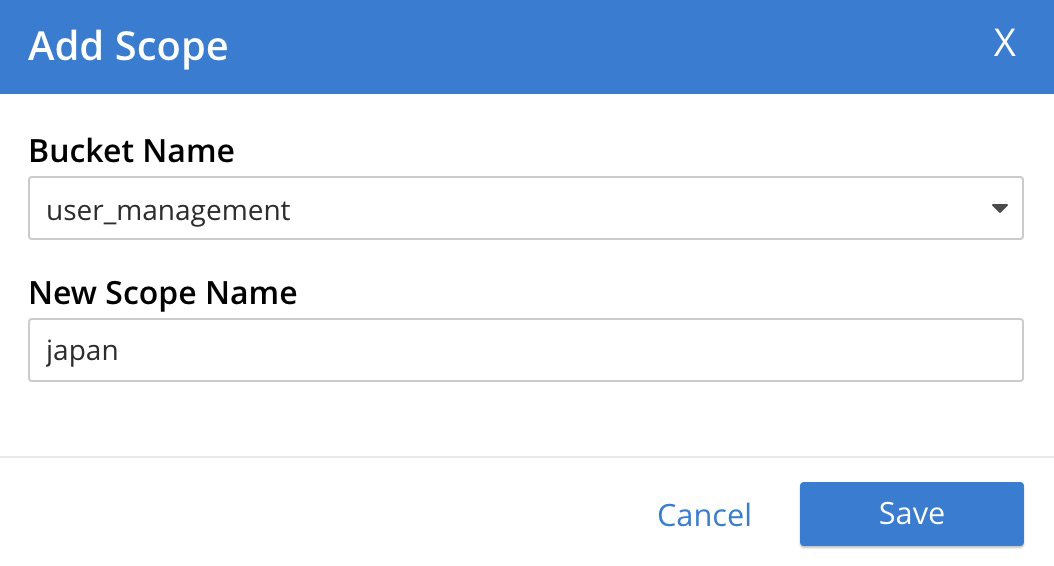 Add Scope X
Bucket Name
user_management
New Scope Name
japan
Cancel Save